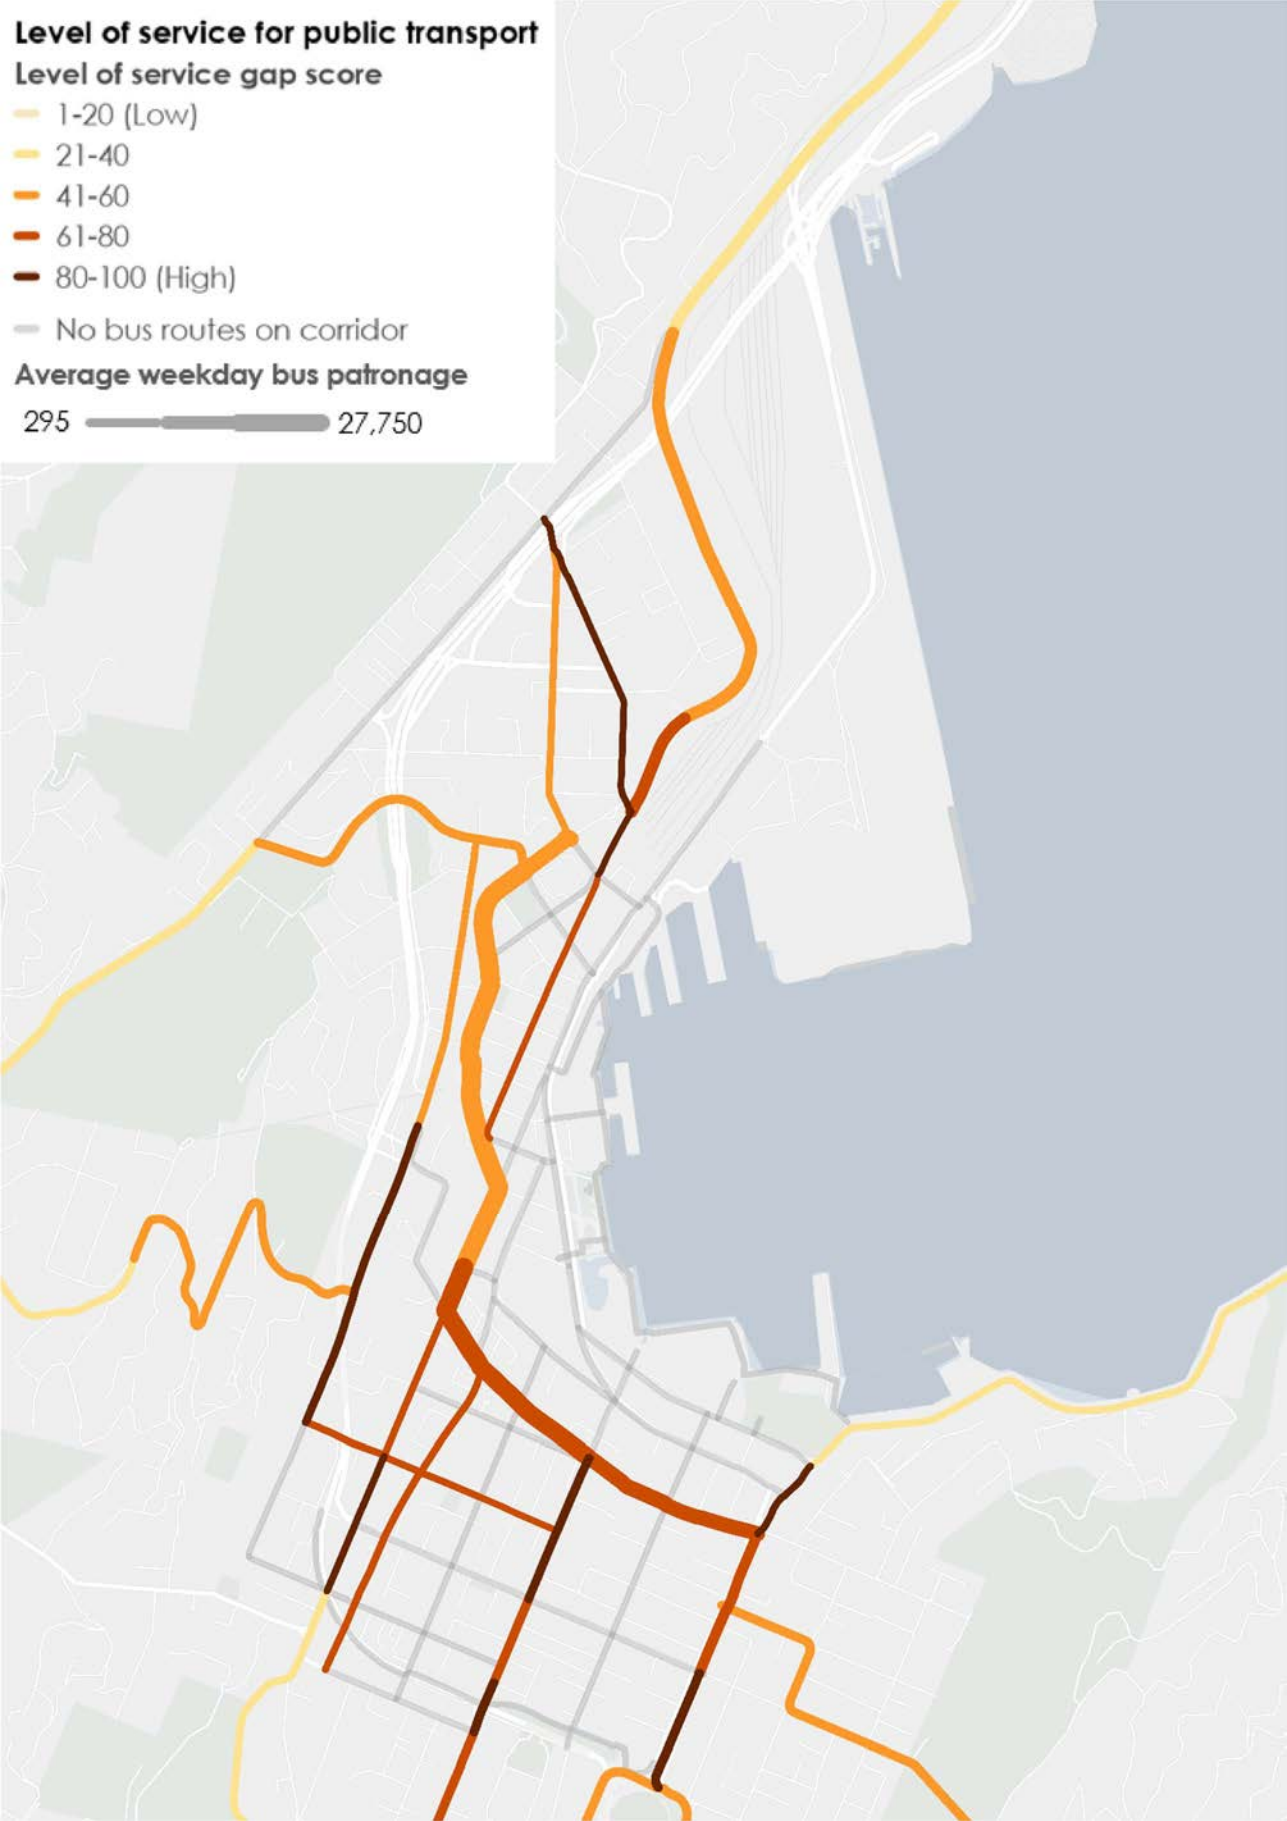 Level of service for public transport
Level of service gap score
1-20 (Low)
21-40
41-60
61-80
80-100 (High)
No bus routes on corridor
Average weekday bus patronage
295 27,750